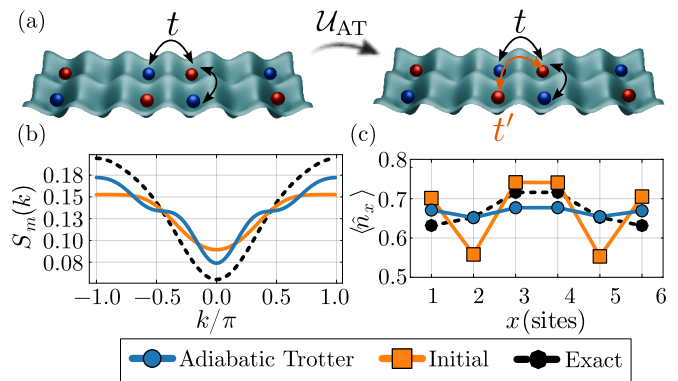 (a)
t
𝒰_AT
t
t′
(b)
(c)
S_m(k)
0.18
0.15
0.13
0.10
0.08
−1.0 −0.5 0.0 0.5 1.0
k/π
⟨n̂_x⟩
0.8
0.7
0.6
0.5
1 2 3 4 5 6
x(sites)
Adiabatic Trotter Initial Exact